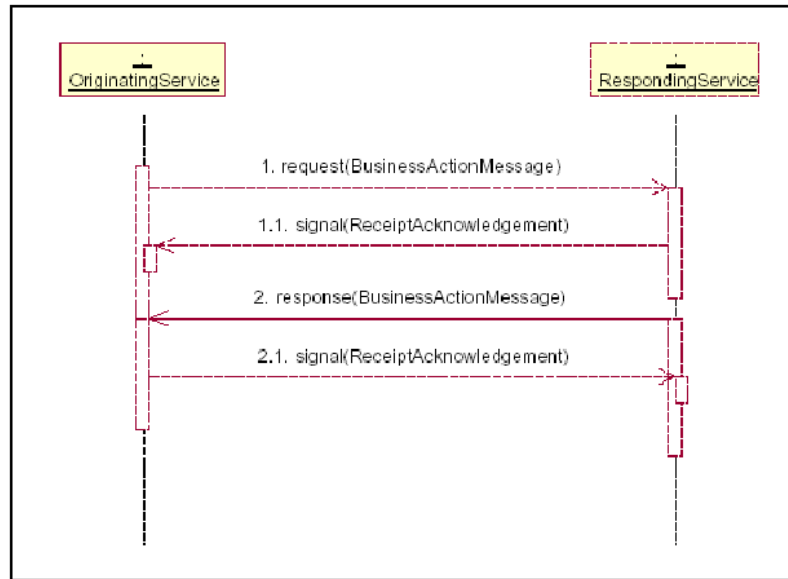 :
OriginatingService
:
RespondingService
1. request(BusinessActionMessage)
1.1. signal(ReceiptAcknowledgement)
2. response(BusinessActionMessage)
2.1. signal(ReceiptAcknowledgement)